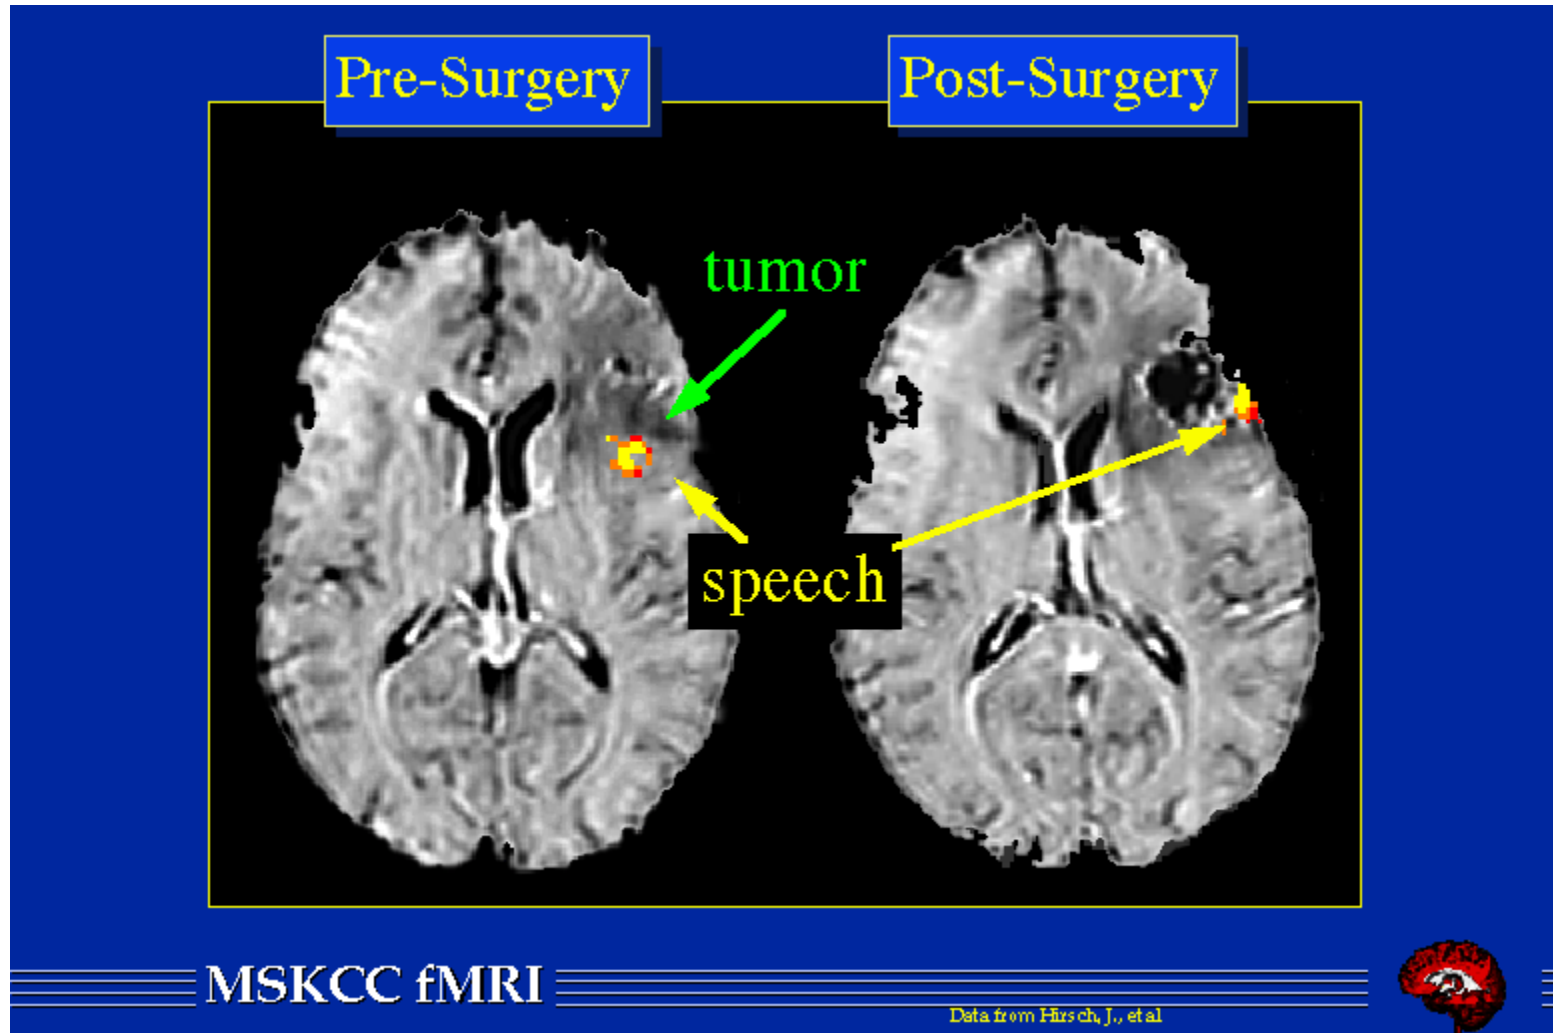 Pre-Surgery
Post-Surgery
tumor
speech
MSKCC fMRI
Data from Hirsch, J., et al